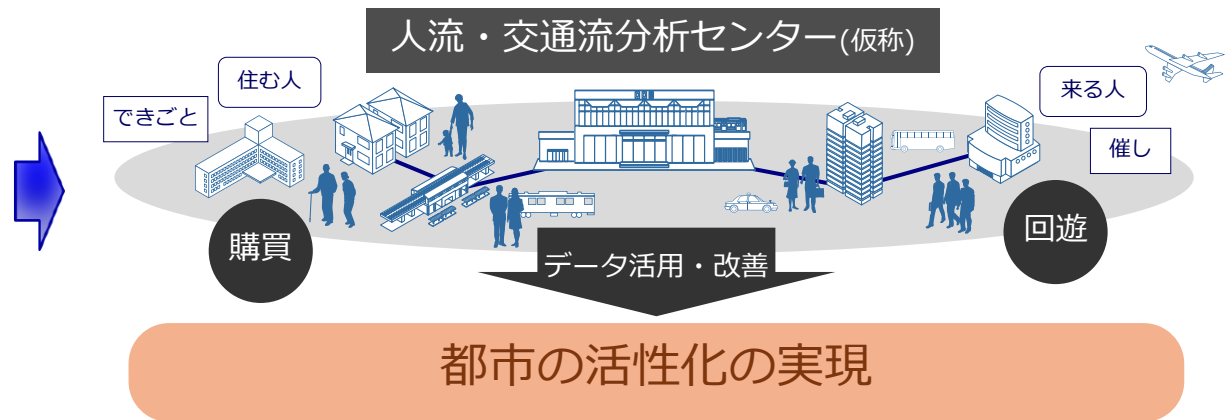 人流・交通流分析センター(仮称)
住む人
できごと
来る人
催し
購買
回遊
データ活用・改善
都市の活性化の実現